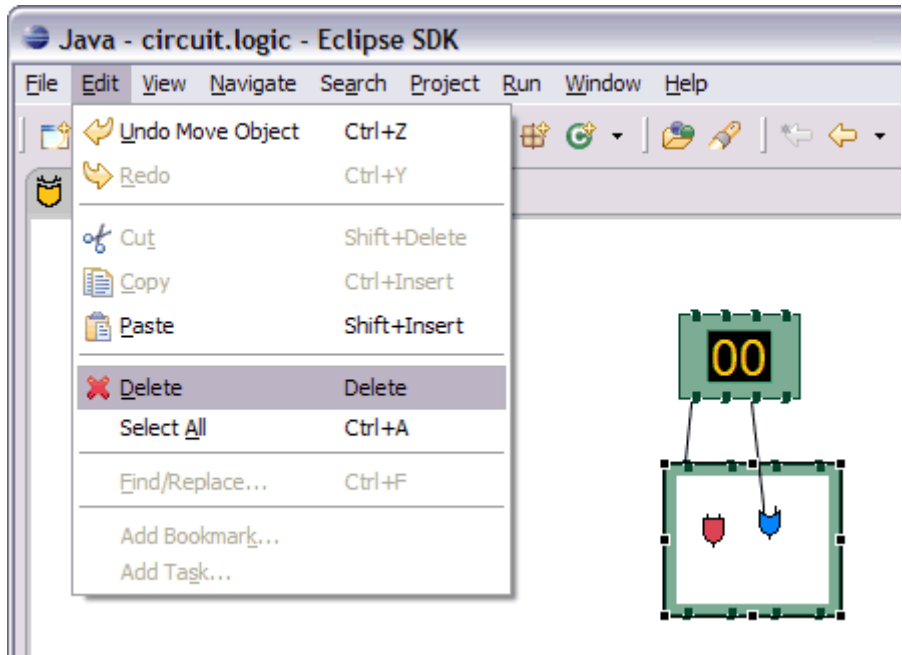 Java - circuit.logic - Eclipse SDK
File Edit View Navigate Search Project Run Window Help
Undo Move Object Ctrl+Z
Redo Ctrl+Y
Cut Shift+Delete
Copy Ctrl+Insert
Paste Shift+Insert
Delete Delete
Select All Ctrl+A
Find/Replace... Ctrl+F
Add Bookmark...
Add Task...
00